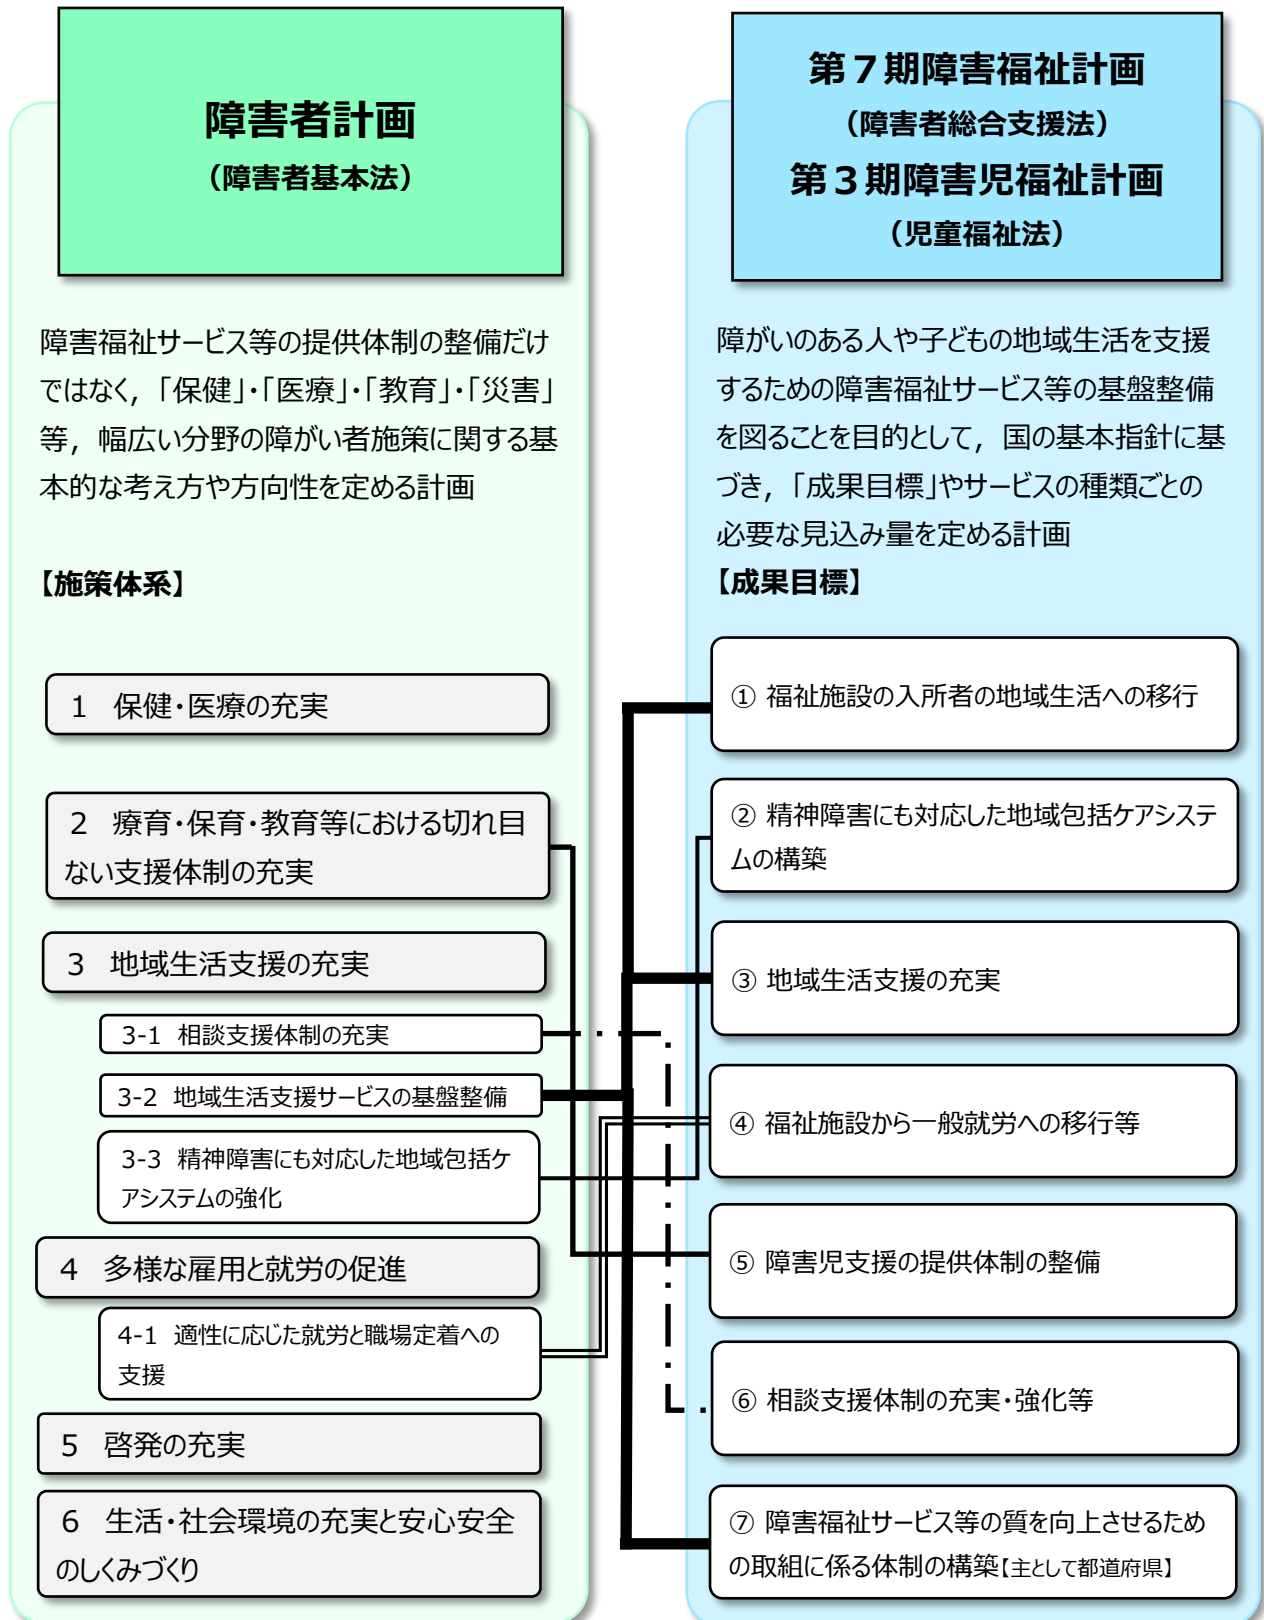 障害者計画
（障害者基本法）
障害福祉サービス等の提供体制の整備だけ
ではなく，「保健」・「医療」・「教育」・「災害」
等，幅広い分野の障がい者施策に関する基
本的な考え方や方向性を定める計画
【施策体系】
1　保健・医療の充実
2　療育・保育・教育等における切れ目
ない支援体制の充実
3　地域生活支援の充実
3-1 相談支援体制の充実
3-2 地域生活支援サービスの基盤整備
3-3 精神障害にも対応した地域包括ケ
アシステムの強化
4　多様な雇用と就労の促進
4-1 適性に応じた就労と職場定着への
支援
5　啓発の充実
6　生活・社会環境の充実と安心安全
のしくみづくり
第７期障害福祉計画
（障害者総合支援法）
第３期障害児福祉計画
（児童福祉法）
障がいのある人や子どもの地域生活を支援
するための障害福祉サービス等の基盤整備
を図ることを目的として，国の基本指針に基
づき，「成果目標」やサービスの種類ごとの
必要な見込み量を定める計画
【成果目標】
① 福祉施設の入所者の地域生活への移行
② 精神障害にも対応した地域包括ケアシステ
ムの構築
③ 地域生活支援の充実
④ 福祉施設から一般就労への移行等
⑤ 障害児支援の提供体制の整備
⑥ 相談支援体制の充実・強化等
⑦ 障害福祉サービス等の質を向上させるため
の取組に係る体制の構築【主として都道府県】